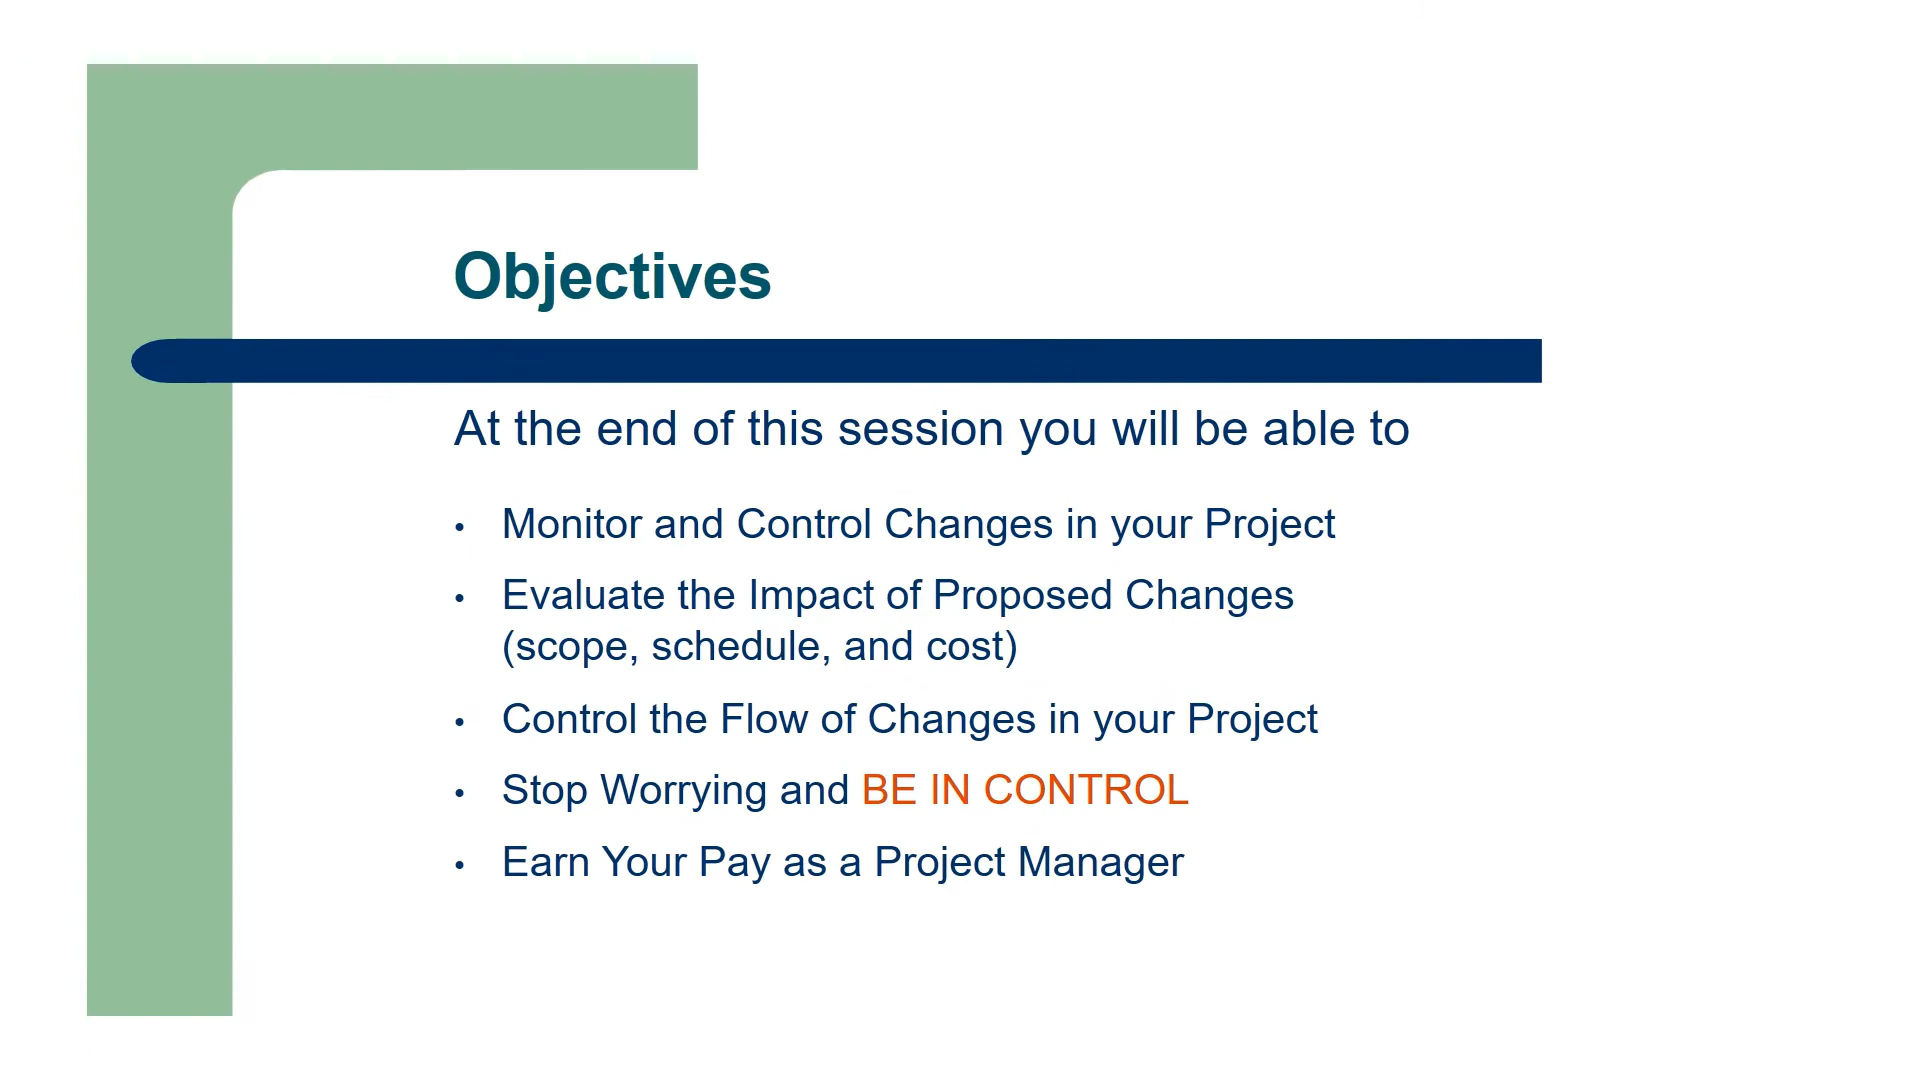 Objectives
At the end of this session you will be able to
• Monitor and Control Changes in your Project
• Evaluate the Impact of Proposed Changes
(scope, schedule, and cost)
• Control the Flow of Changes in your Project
• Stop Worrying and BE IN CONTROL
• Earn Your Pay as a Project Manager